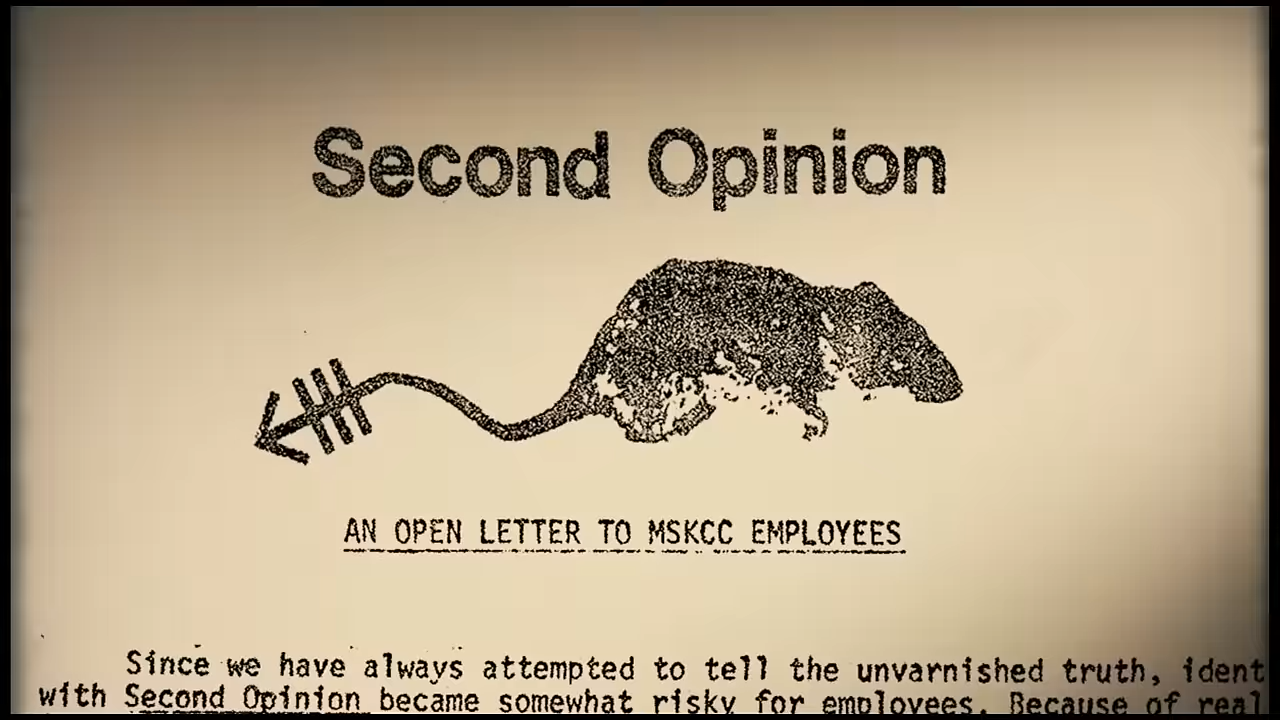 Second Opinion
AN OPEN LETTER TO MSKCC EMPLOYEES
Since we have always attempted to tell the unvarnished truth, ident
with Second Opinion became somewhat risky for employees. Because of real